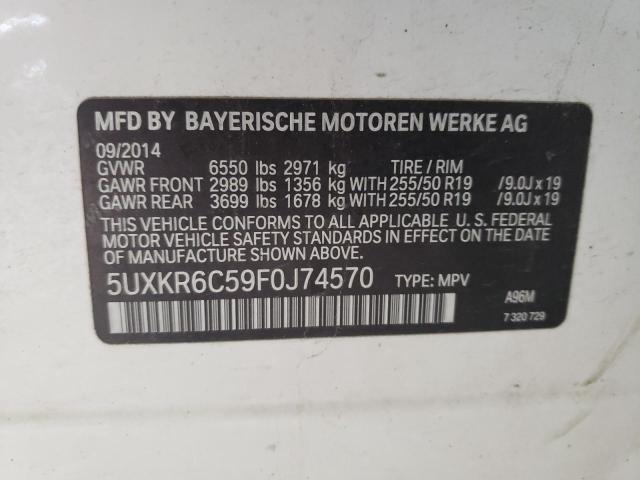 MFD BY BAYERISCHE MOTOREN WERKE AG
09/2014
GVWR 6550 lbs 2971 kg TIRE / RIM
GAWR FRONT 2989 lbs 1356 kg WITH 255/50 R19 /9.0J x 19
GAWR REAR 3699 lbs 1678 kg WITH 255/50 R19 /9.0J x 19
THIS VEHICLE CONFORMS TO ALL APPLICABLE U. S. FEDERAL
MOTOR VEHICLE SAFETY STANDARDS IN EFFECT ON THE
DATE OF MANUFACTURE SHOWN ABOVE.
5UXKR6C59F0J74570 TYPE: MPV
A96M
7 320 729